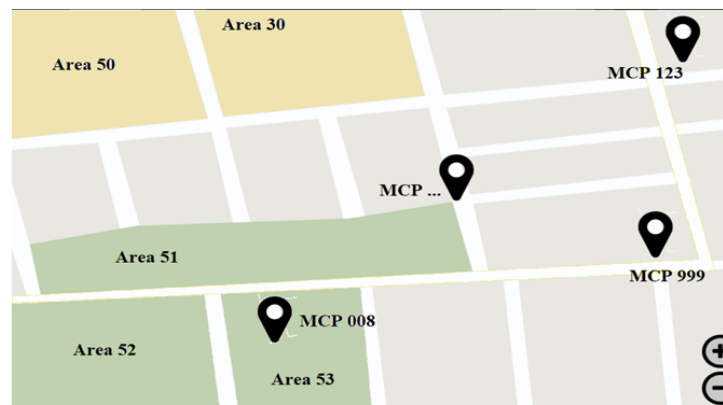 Area 30
Area 50
MCP 123
MCP ...
Area 51
MCP 999
MCP 008
Area 52
Area 53